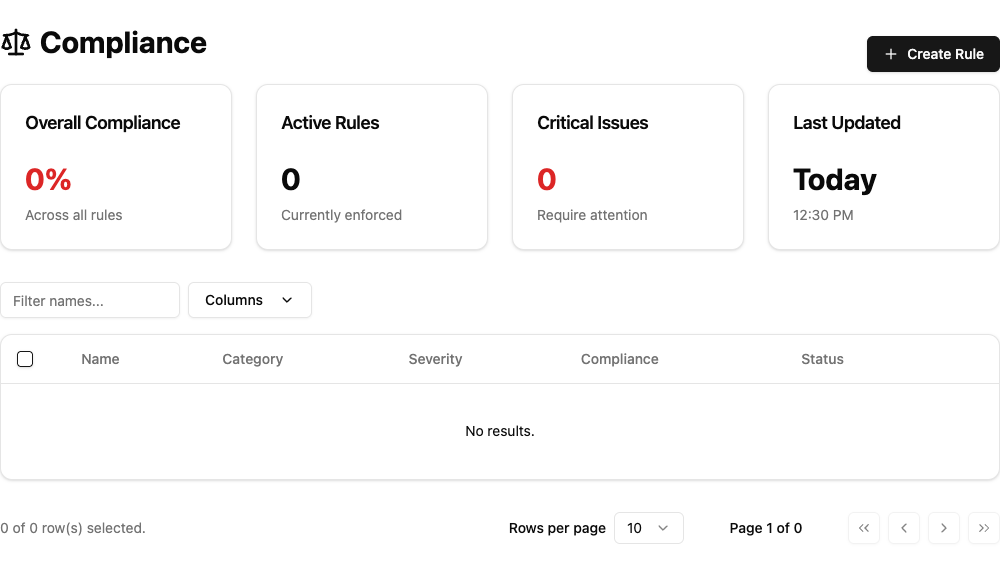 Compliance
Create Rule
Overall Compliance
0%
Across all rules
Active Rules
0
Currently enforced
Critical Issues
0
Require attention
Last Updated
Today
12:30 PM
Filter names...
Columns
Name Category Severity Compliance Status
No results.
0 of 0 row(s) selected.
Rows per page 10
Page 1 of 0